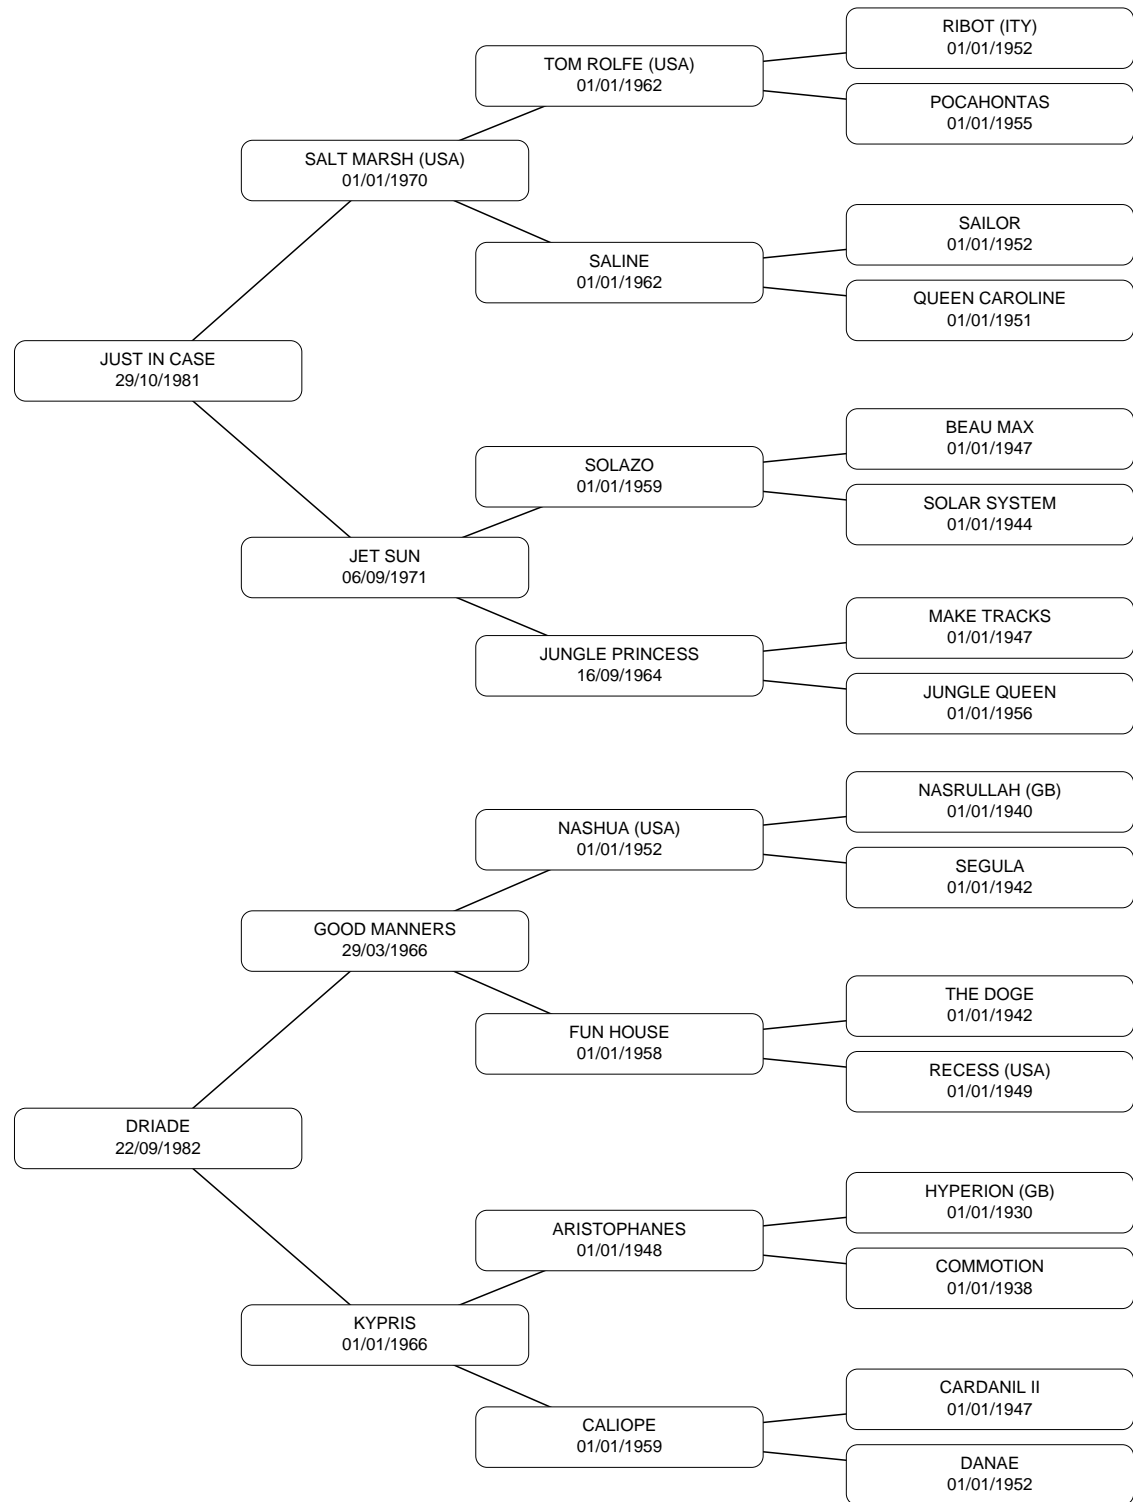 RIBOT (ITY)
01/01/1952
TOM ROLFE (USA)
01/01/1962
POCAHONTAS
01/01/1955
SALT MARSH (USA)
01/01/1970
SAILOR
01/01/1952
SALINE
01/01/1962
QUEEN CAROLINE
01/01/1951
JUST IN CASE
29/10/1981
BEAU MAX
01/01/1947
SOLAZO
01/01/1959
SOLAR SYSTEM
01/01/1944
JET SUN
06/09/1971
MAKE TRACKS
01/01/1947
JUNGLE PRINCESS
16/09/1964
JUNGLE QUEEN
01/01/1956
NASRULLAH (GB)
01/01/1940
NASHUA (USA)
01/01/1952
SEGULA
01/01/1942
GOOD MANNERS
29/03/1966
THE DOGE
01/01/1942
FUN HOUSE
01/01/1958
RECESS (USA)
01/01/1949
DRIADE
22/09/1982
HYPERION (GB)
01/01/1930
ARISTOPHANES
01/01/1948
COMMOTION
01/01/1938
KYPRIS
01/01/1966
CARDANIL II
01/01/1947
CALIOPE
01/01/1959
DANAE
01/01/1952